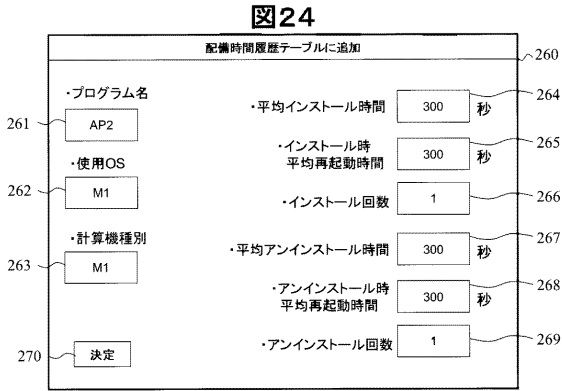 図24
配備時間履歴テーブルに追加
260
・プログラム名
261
AP2
・使用OS
262
M1
・計算機種別
263
M1
270
決定
・平均インストール時間
300
秒
264
・インストール時
平均再起動時間
300
秒
265
・インストール回数
1
266
・平均アンインストール時間
300
秒
267
・アンインストール時
平均再起動時間
300
秒
268
・アンインストール回数
1
269